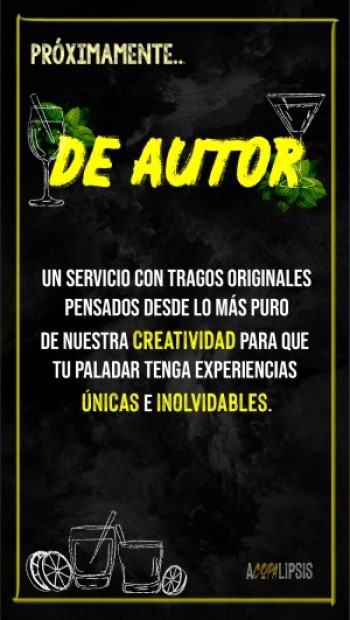 PRÓXIMAMENTE..
DE AUTOR
UN SERVICIO CON TRAGOS ORIGINALES
PENSADOS DESDE LO MÁS PURO
DE NUESTRA CREATIVIDAD PARA QUE
TU PALADAR TENGA EXPERIENCIAS
ÚNICAS E INOLVIDABLES.
ACOPALIPSIS